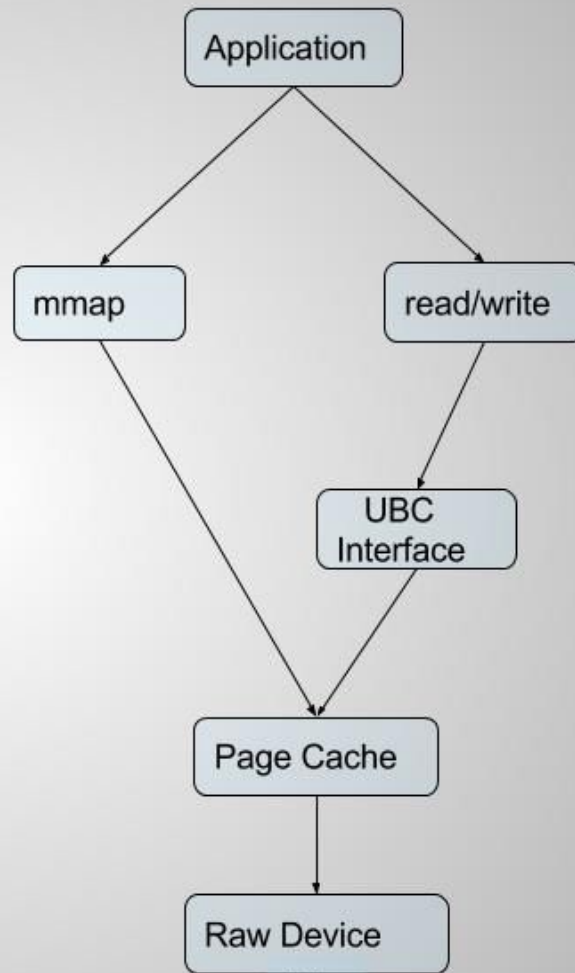 Application
mmap
read/write
UBC
Interface
Page Cache
Raw Device